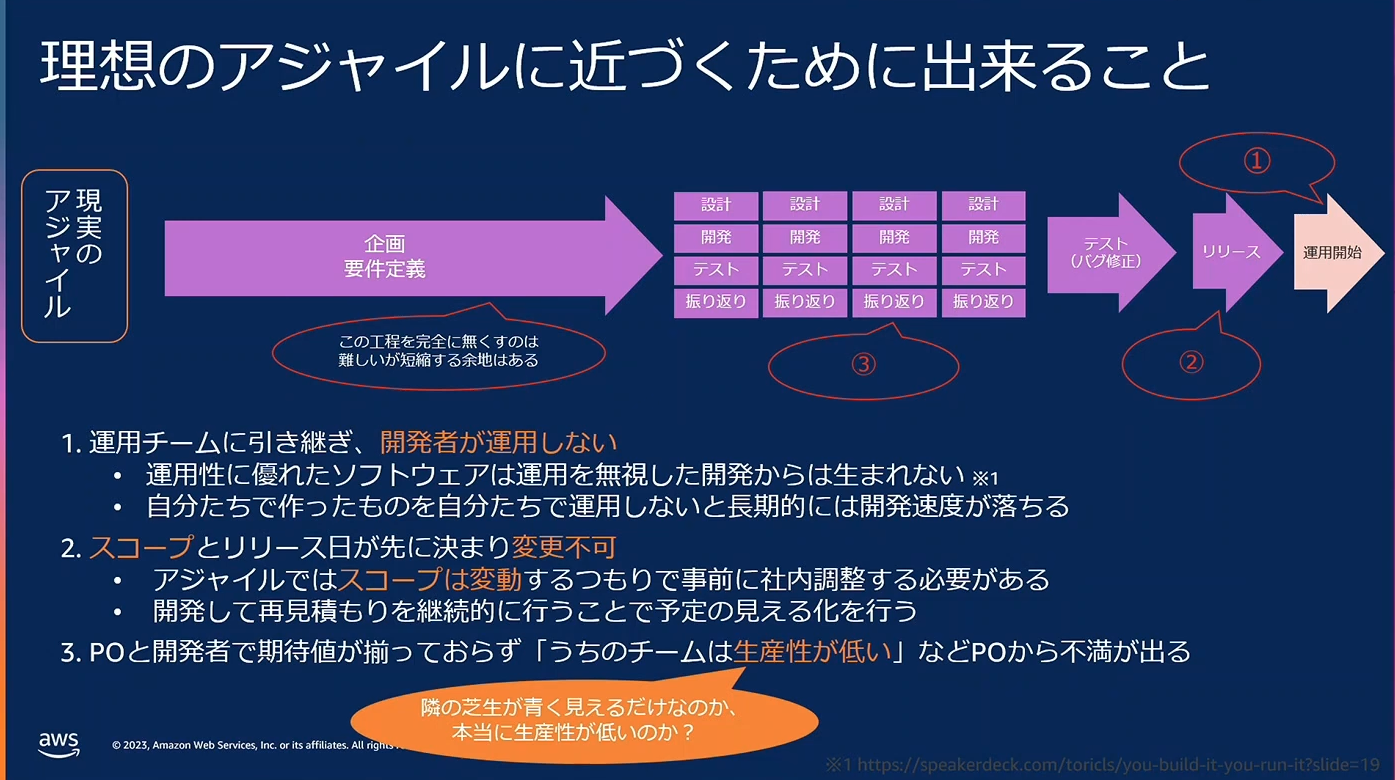 理想のアジャイルに近づくために出来ること
現実の
アジャイル
企画
要件定義
この工程を完全に無くすのは
難しいが短縮する余地はある
設計 設計 設計 設計
開発 開発 開発 開発
テスト テスト テスト テスト
振り返り 振り返り 振り返り 振り返り
③
テスト
(バグ修正)
リリース
②
運用開始
①
1. 運用チームに引き継ぎ、開発者が運用しない
• 運用性に優れたソフトウェアは運用を無視した開発からは生まれない ※1
• 自分たちで作ったものを自分たちで運用しないと長期的には開発速度が落ちる
2. スコープとリリース日が先に決まり変更不可
• アジャイルではスコープは変動するつもりで事前に社内調整する必要がある
• 開発して再見積もりを継続的に行うことで予定の見える化を行う
3. POと開発者で期待値が揃っておらず「うちのチームは生産性が低い」などPOから不満が出る
隣の芝生が青く見えるだけなのか、
本当に生産性が低いのか？
aws
© 2023, Amazon Web Services, Inc. or its affiliates. All rights
※1 https://speakerdeck.com/toricls/you-build-it-you-run-it?slide=19